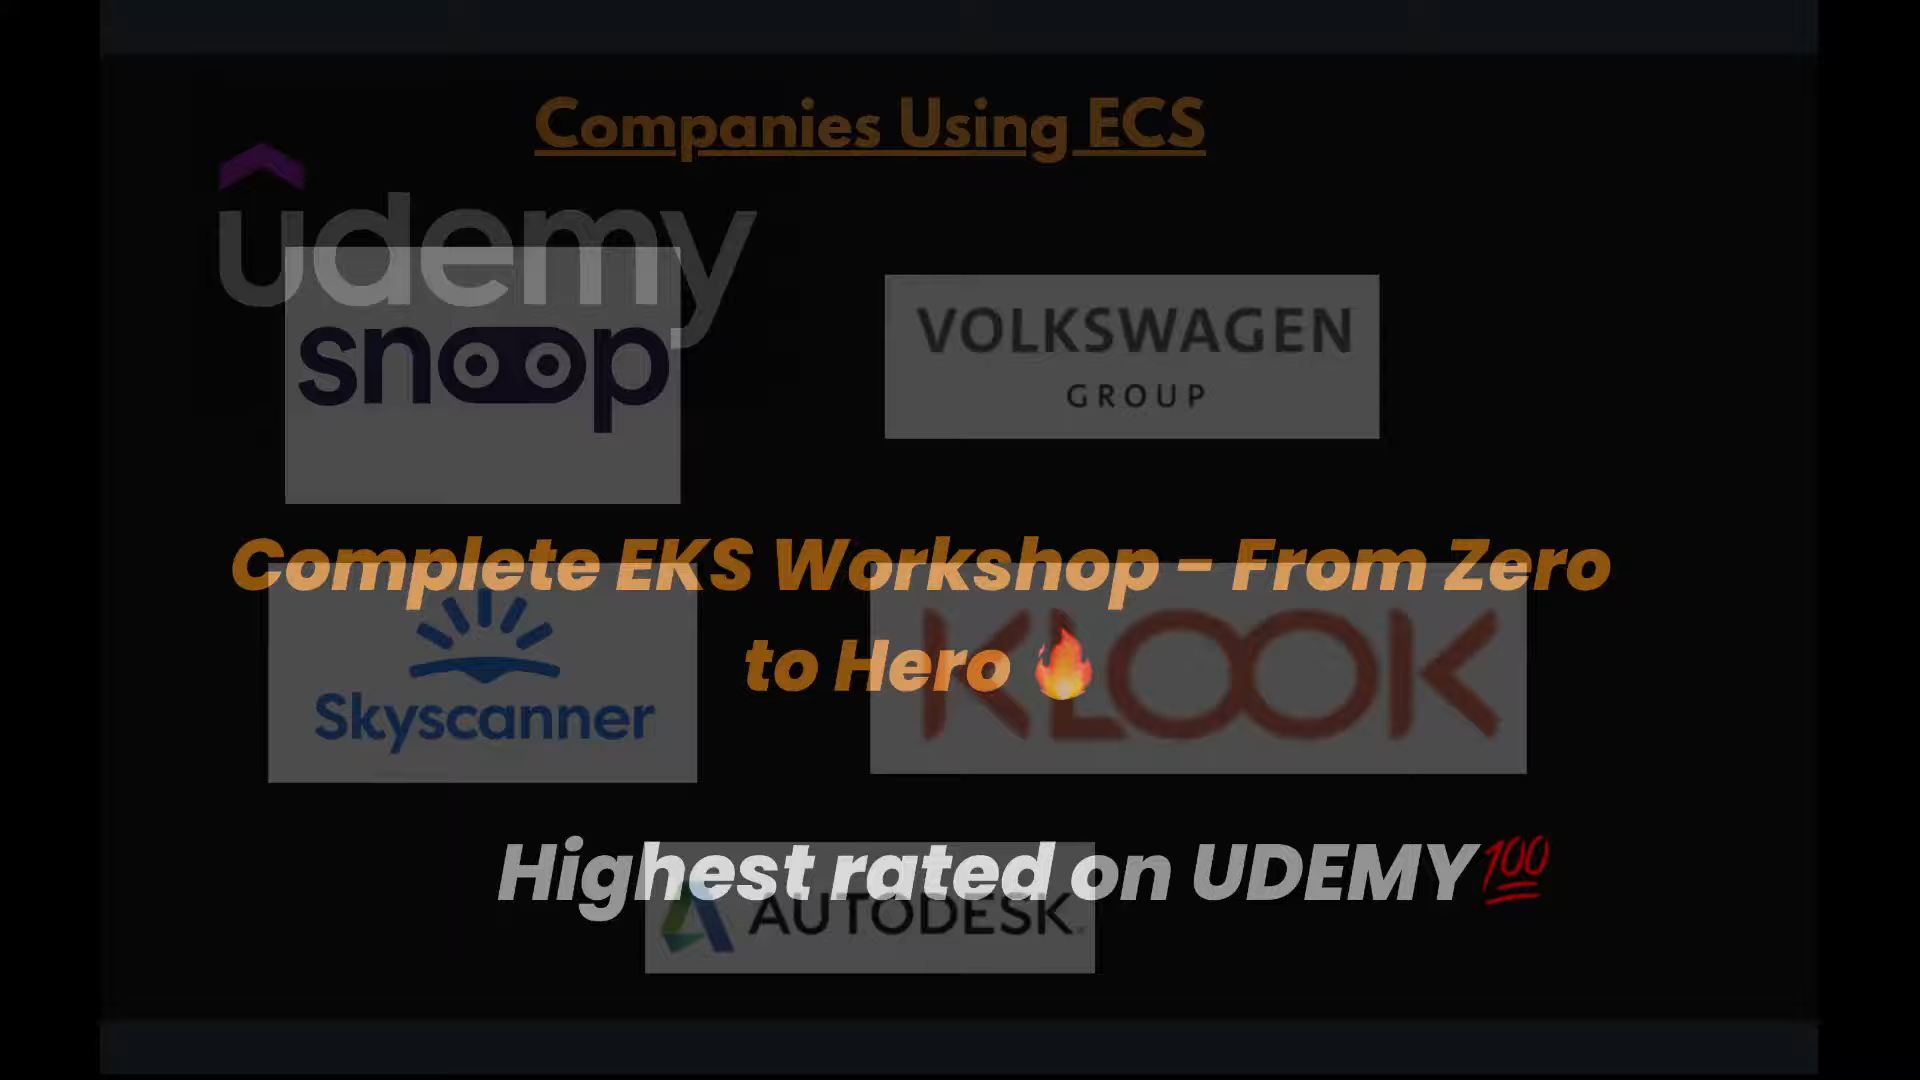 Companies Using ECS
udemy
snoop
VOLKSWAGEN
GROUP
Complete EKS Workshop - From Zero
to Hero 🔥
Skyscanner
KLOOK
Highest rated on UDEMY💯
AUTODESK